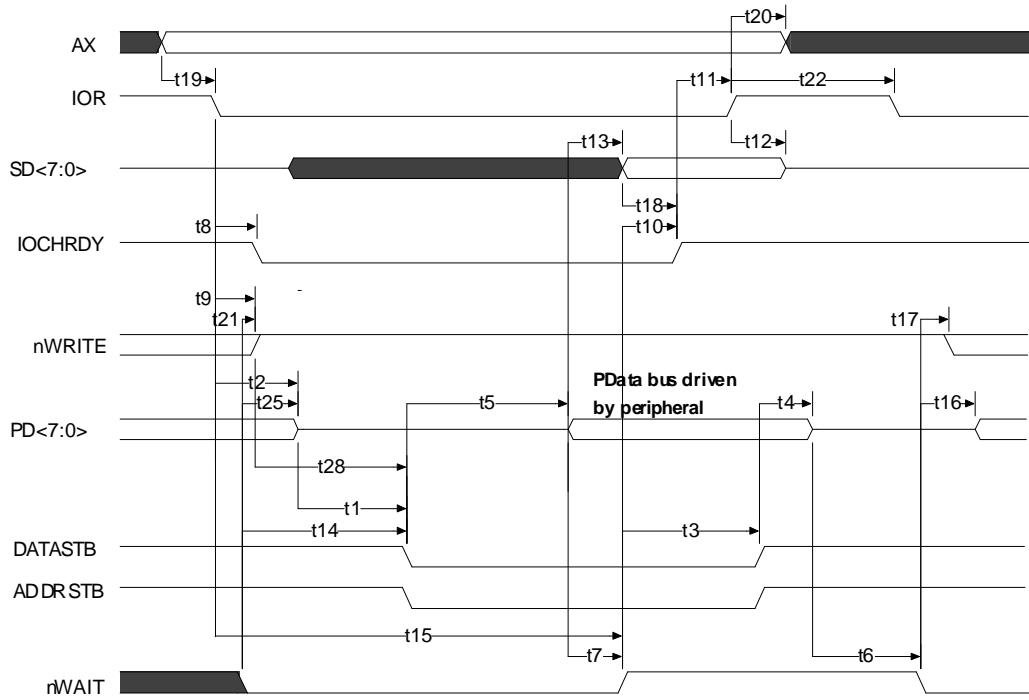 t20
AX
t19
t11
t22
IOR
t13
t12
SD<7:0>
t18
t8
t10
IOCHRDY
t9
t21
t17
nWRITE
t2
PData bus driven
t25
t5
by peripheral
t4
t16
PD<7:0>
t28
t1
t14
t3
DATASTB
ADDRSTB
t15
t7
t6
nWAIT